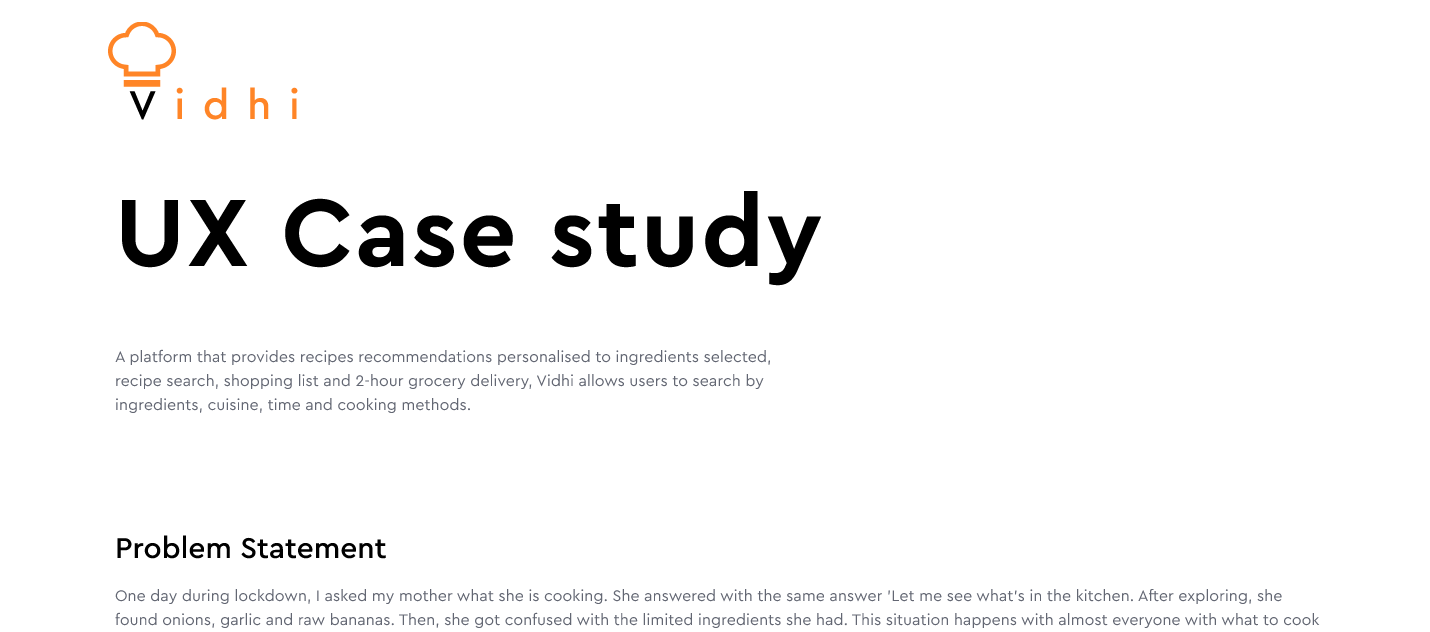 Vidhi
UX Case study
A platform that provides recipes recommendations personalised to ingredients selected,
recipe search, shopping list and 2-hour grocery delivery, Vidhi allows users to search by
ingredients, cuisine, time and cooking methods.
Problem Statement
One day during lockdown, I asked my mother what she is cooking. She answered with the same answer 'Let me see what's in the kitchen. After exploring, she
found onions, garlic and raw bananas. Then, she got confused with the limited ingredients she had. This situation happens with almost everyone with what to cook